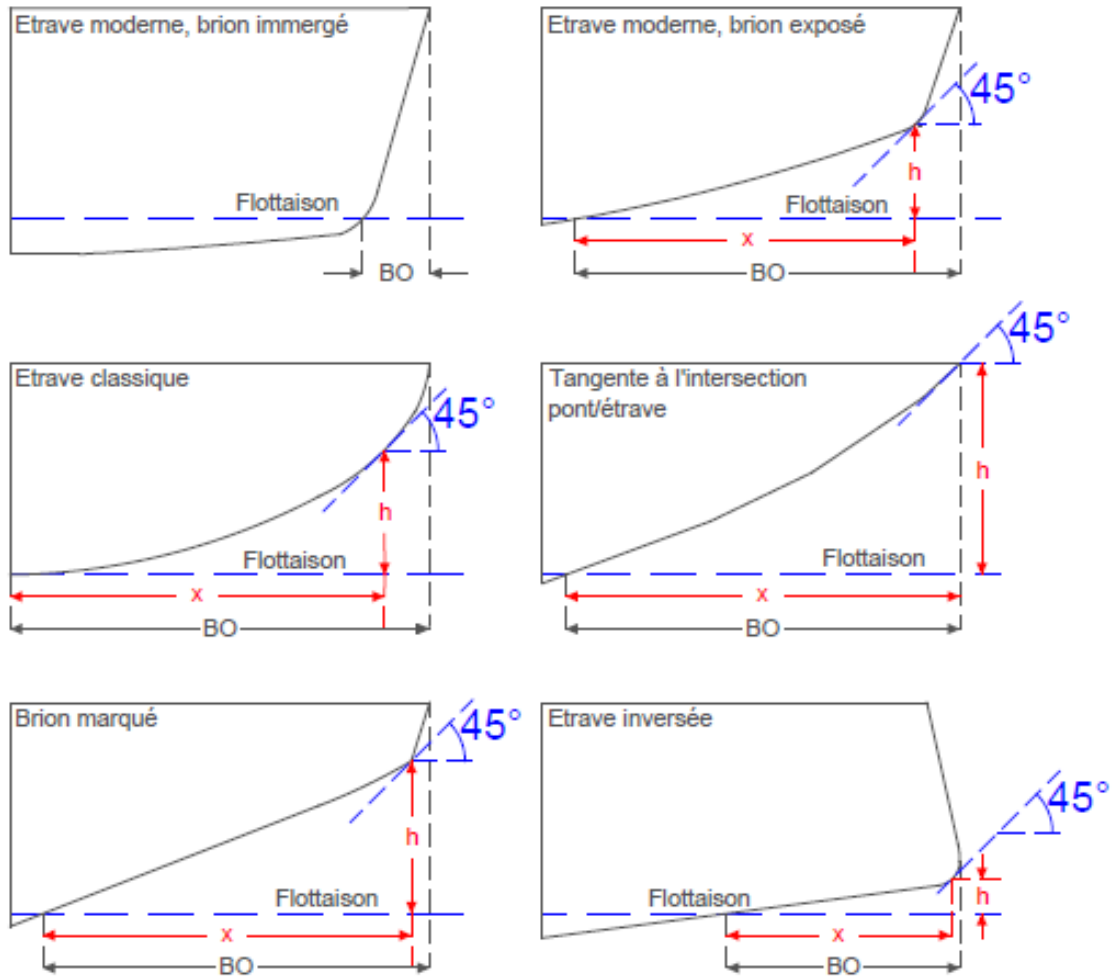 Etrave moderne, brion immergé
Flottaison
BO
Etrave moderne, brion exposé
45°
h
Flottaison
x
BO
Etrave classique
45°
h
Flottaison
x
BO
Tangente à l'intersection
pont/étrave
45°
h
Flottaison
x
BO
Brion marqué
45°
h
Flottaison
x
BO
Etrave inversée
45°
Flottaison
h
x
BO